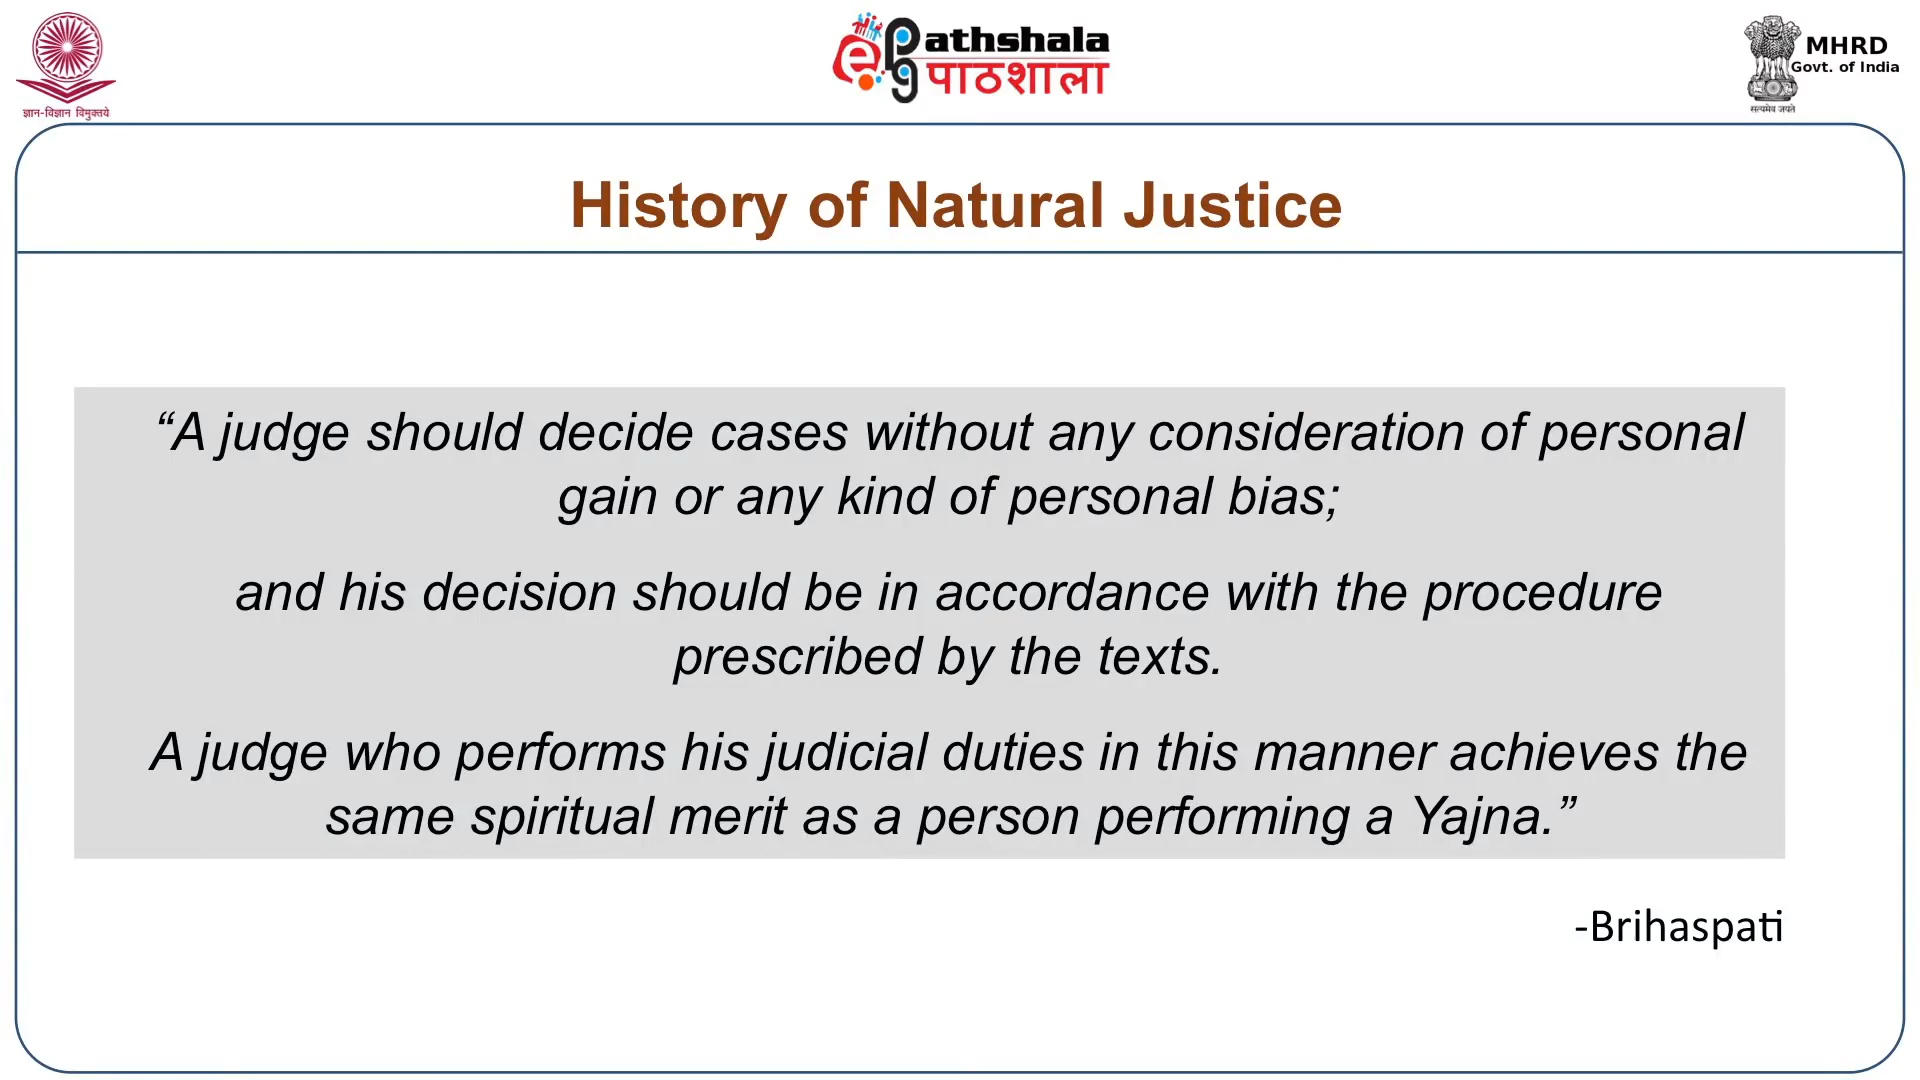 ज्ञान-विज्ञान विमुक्तये
ePG Pathshala
पाठशाला
MHRD
Govt. of India
सत्यमेव जयते
History of Natural Justice
“A judge should decide cases without any consideration of personal
gain or any kind of personal bias;
and his decision should be in accordance with the procedure
prescribed by the texts.
A judge who performs his judicial duties in this manner achieves the
same spiritual merit as a person performing a Yajna.”
-Brihaspati